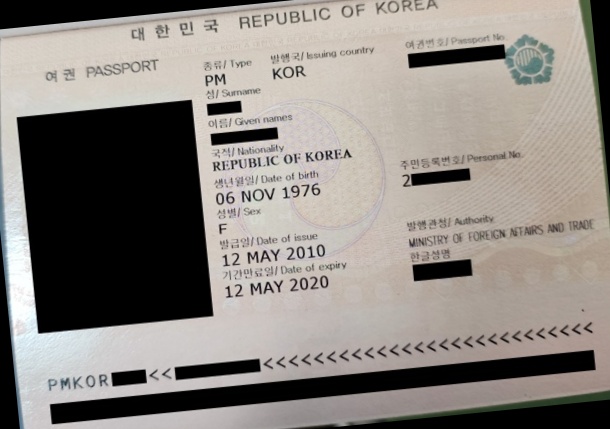 대한민국 REPUBLIC OF KOREA
여권 PASSPORT
종류/ Type 발행국/ Issuing country 여권번호/ Passport No.
PM KOR
성/ Surname
이름/ Given names
국적/ Nationality
REPUBLIC OF KOREA
주민등록번호/ Personal No.
생년월일/ Date of birth
06 NOV 1976 2
성별/ Sex
F
발행관청/ Authority
발급일/ Date of issue
MINISTRY OF FOREIGN AFFAIRS AND TRADE
12 MAY 2010
한글성명
기간만료일/ Date of expiry
12 MAY 2020
PMKOR<<<<<<<<<<<<<<<<<<<<<<<<<<<<<<